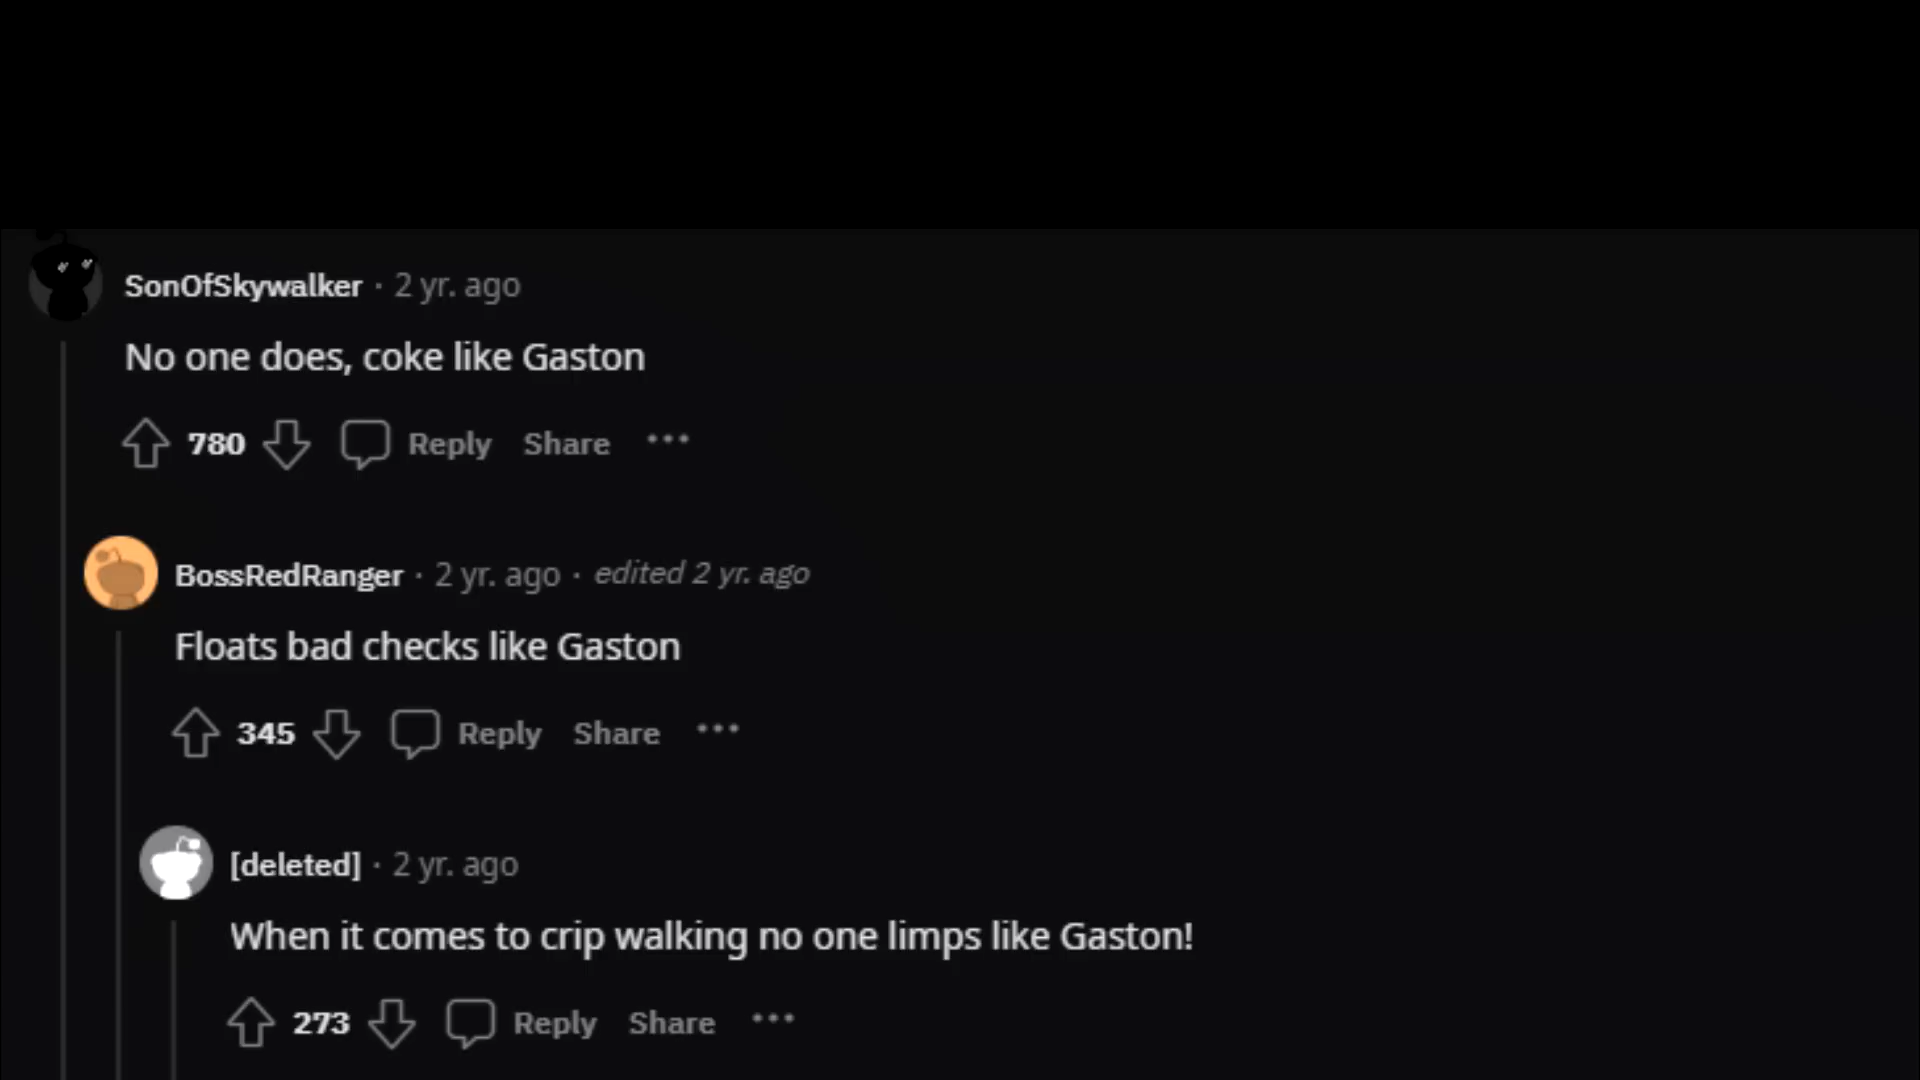 SonOfSkywalker · 2 yr. ago
No one does, coke like Gaston
780 Reply Share ···
BossRedRanger · 2 yr. ago · edited 2 yr. ago
Floats bad checks like Gaston
345 Reply Share ···
[deleted] · 2 yr. ago
When it comes to crip walking no one limps like Gaston!
273 Reply Share ···